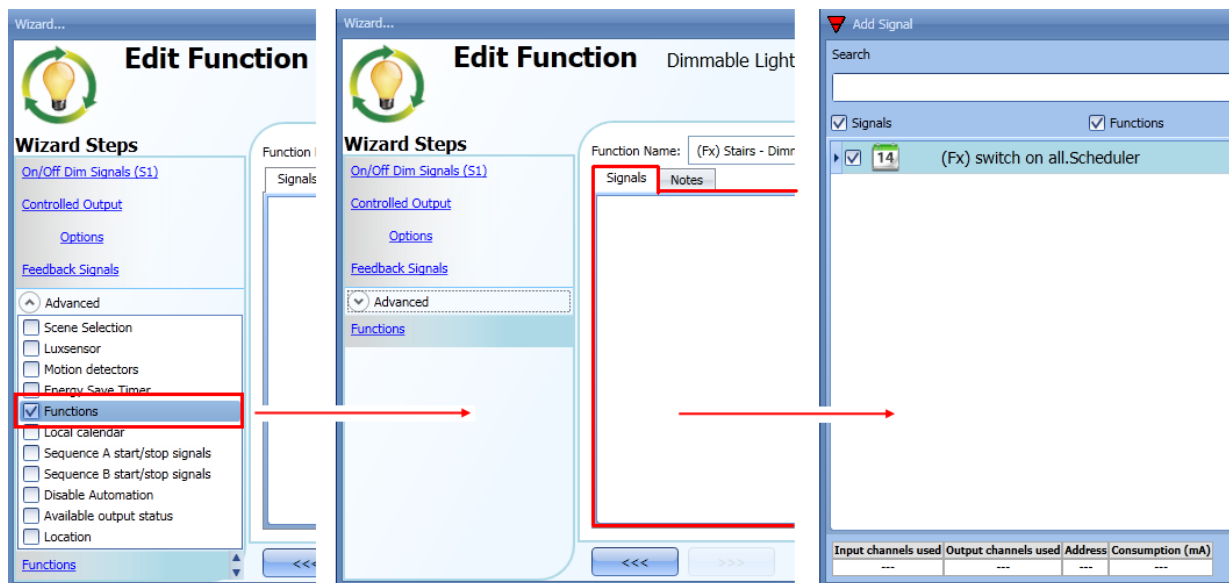 Wizard...
Edit Function
Wizard Steps
On/Off Dim Signals (S1)
Controlled Output
Options
Feedback Signals
Advanced
Scene Selection
Luxsensor
Motion detectors
Energy Save Timer
Functions
Local calendar
Sequence A start/stop signals
Sequence B start/stop signals
Disable Automation
Available output status
Location
Functions
Function
Signals
<<<
Wizard...
Edit Function Dimmable Light
Wizard Steps
On/Off Dim Signals (S1)
Controlled Output
Options
Feedback Signals
Advanced
Functions
Function Name: (Fx) Stairs - Dimm
Signals Notes
<<< >>>
Add Signal
Search
Signals Functions
14 (Fx) switch on all.Scheduler
Input channels used Output channels used Address Consumption (mA)
--- --- --- ---